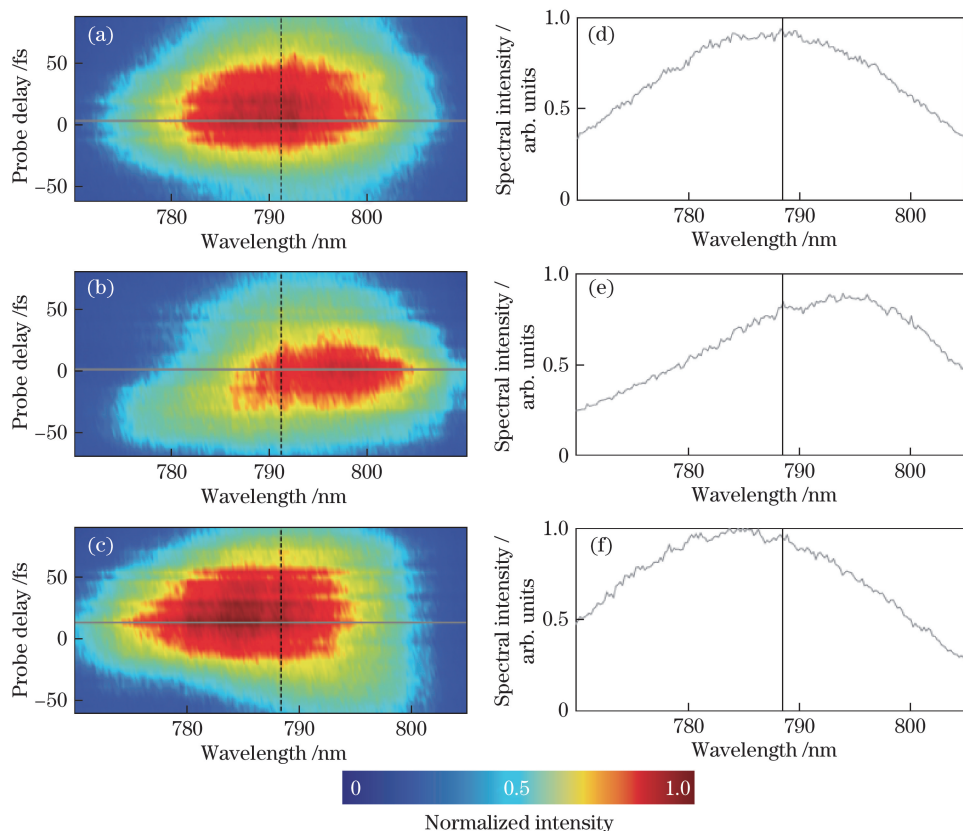 (a)
Probe delay /fs
50
0
−50
780 790 800
Wavelength /nm
(d)
Spectral intensity /
arb. units
1.0
0.5
0
780 790 800
Wavelength /nm
(b)
Probe delay /fs
50
0
−50
780 790 800
Wavelength /nm
(e)
Spectral intensity /
arb. units
1.0
0.5
0
780 790 800
Wavelength /nm
(c)
Probe delay /fs
50
0
−50
780 790 800
Wavelength /nm
(f)
Spectral intensity /
arb. units
1.0
0.5
0
780 790 800
Wavelength /nm
0 0.5 1.0
Normalized intensity